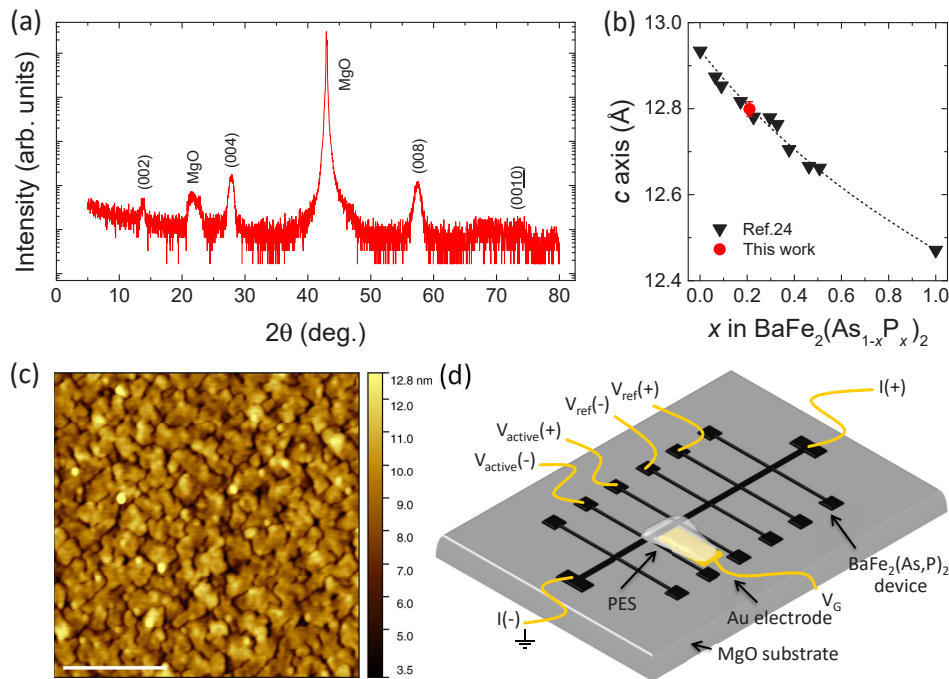 (a)
Intensity (arb. units)
(002)
MgO
(004)
MgO
(008)
(0010)
0 10 20 30 40 50 60 70 80
2θ (deg.)
(b)
c axis (Å)
13.0
12.8
12.6
12.4
Ref.24
This work
0.0 0.2 0.4 0.6 0.8 1.0
x in BaFe2(As1-xPx)2
(c)
12.8 nm
12.0
11.0
10.0
9.0
8.0
7.0
6.0
5.0
3.5
(d)
Vref(+)
Vref(-)
Vactive(+)
Vactive(-)
I(+)
BaFe2(As,P)2
device
PES
VG
Au electrode
I(-)
MgO substrate